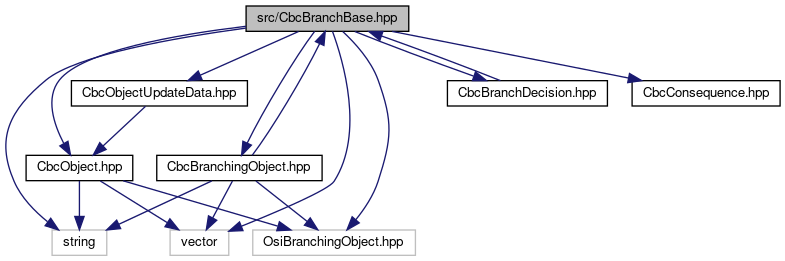 src/CbcBranchBase.hpp
CbcObjectUpdateData.hpp
CbcBranchDecision.hpp
CbcConsequence.hpp
CbcObject.hpp
CbcBranchingObject.hpp
string
vector
OsiBranchingObject.hpp